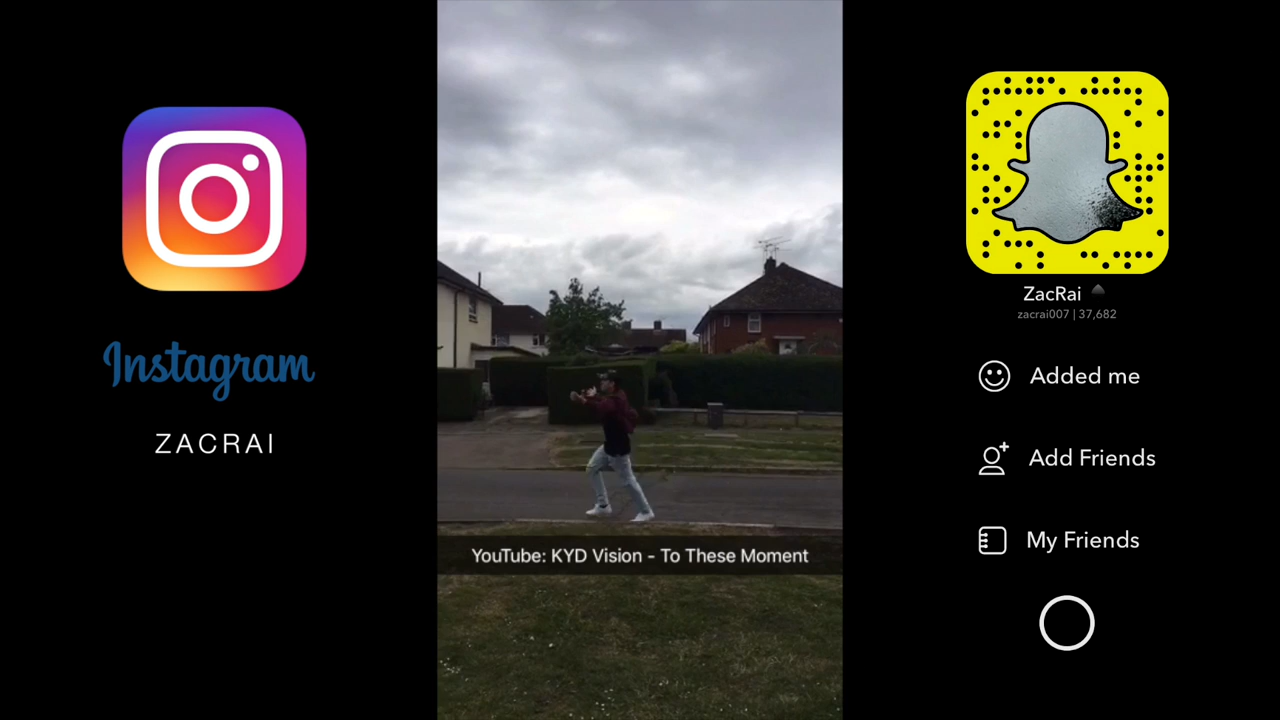 Instagram
ZACRAI
YouTube: KYD Vision - To These Moment
ZacRai
zacrai007 | 37,682
Added me
Add Friends
My Friends